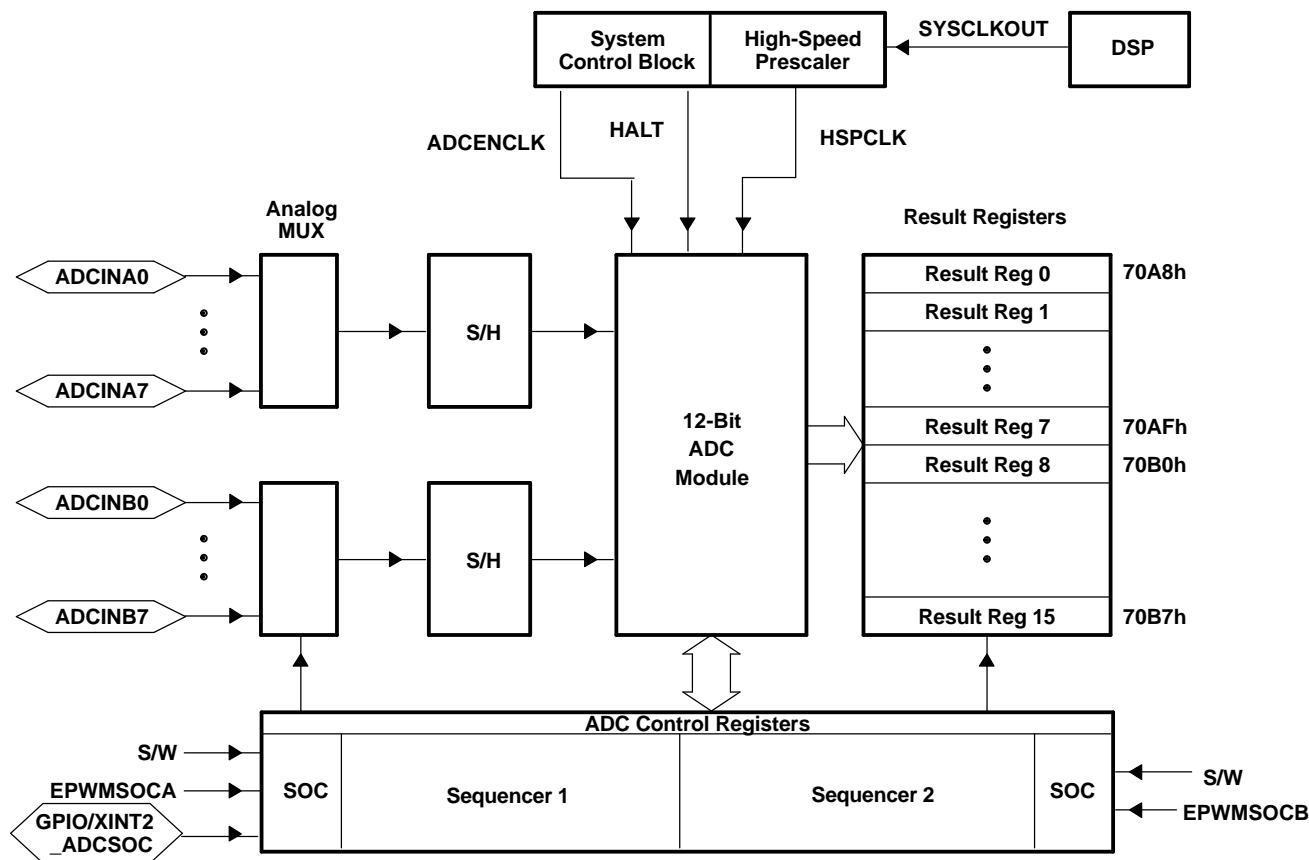 System
Control Block
High-Speed
Prescaler
SYSCLKOUT
DSP
ADCENCLK
HALT
HSPCLK
Analog
MUX
Result Registers
ADCINA0
ADCINA7
S/H
12-Bit
ADC
Module
Result Reg 0
70A8h
Result Reg 1
Result Reg 7
70AFh
Result Reg 8
70B0h
ADCINB0
ADCINB7
S/H
Result Reg 15
70B7h
ADC Control Registers
S/W
EPWMSOCA
GPIO/XINT2
_ADCSOC
SOC
Sequencer 1
Sequencer 2
SOC
S/W
EPWMSOCB